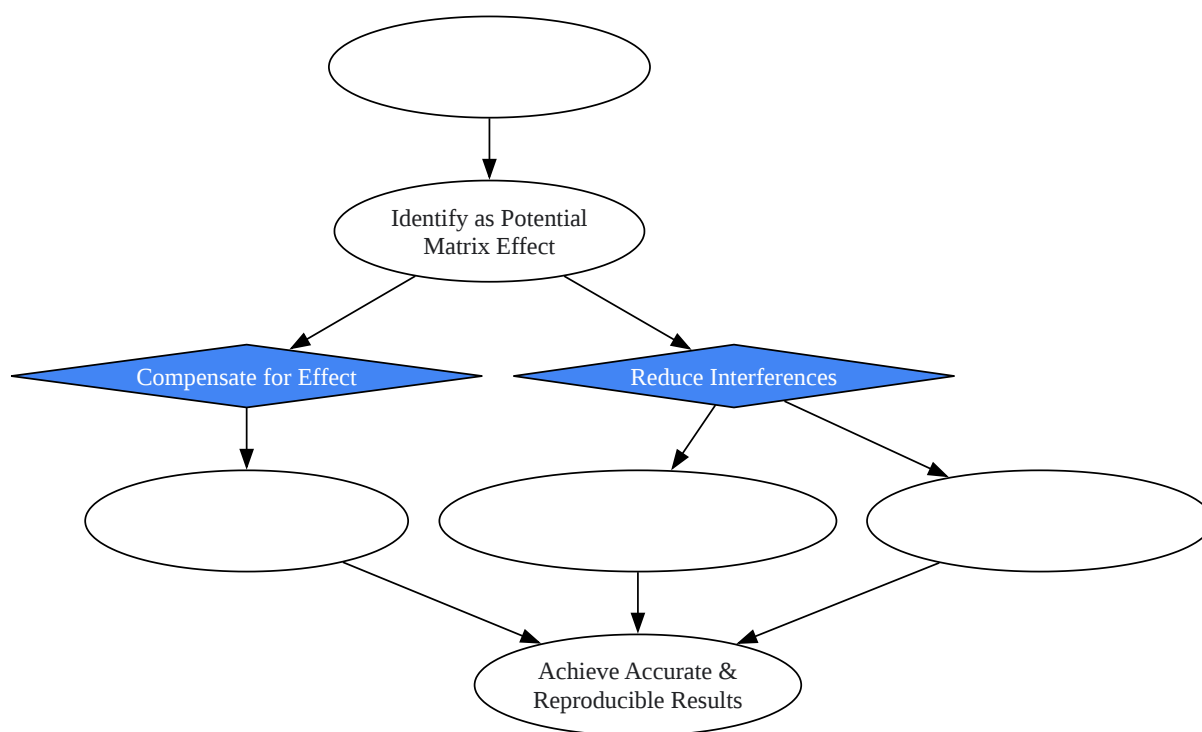 Identify as Potential
Matrix Effect
Compensate for Effect
Reduce Interferences
Achieve Accurate &
Reproducible Results